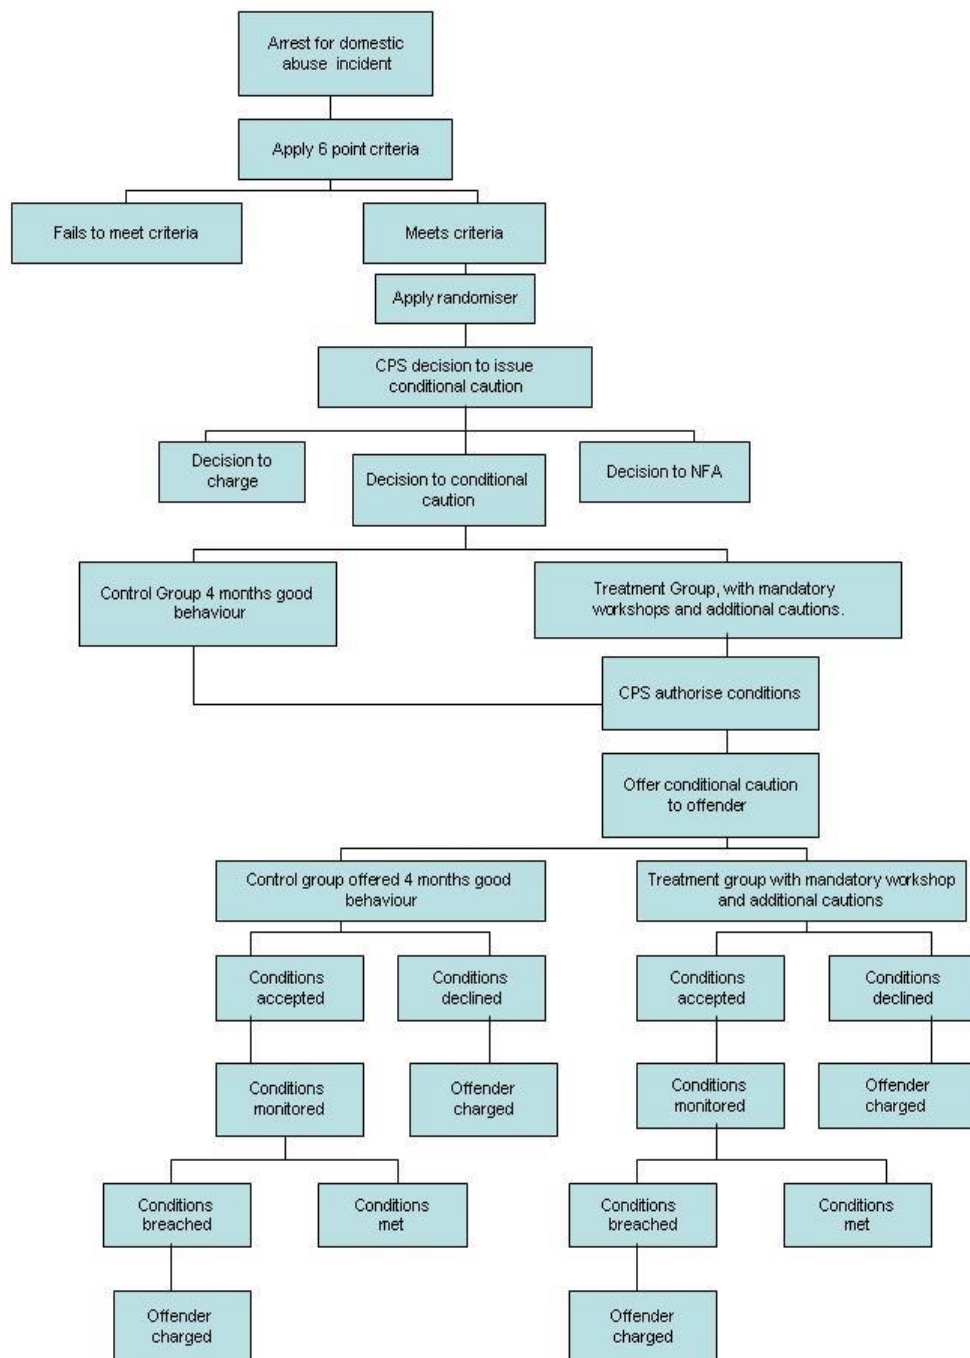 Arrest for domestic
abuse incident
Apply 6 point criteria
Fails to meet criteria
Meets criteria
Apply randomiser
CPS decision to issue
conditional caution
Decision to
charge
Decision to conditional
caution
Decision to NFA
Control Group 4 months good
behaviour
Treatment Group, with mandatory
workshops and additional cautions.
CPS authorise conditions
Offer conditional caution
to offender
Control group offered 4 months good
behaviour
Treatment group with mandatory workshop
and additional cautions
Conditions
accepted
Conditions
declined
Conditions
accepted
Conditions
declined
Conditions
monitored
Offender
charged
Conditions
monitored
Offender
charged
Conditions
breached
Conditions
met
Conditions
breached
Conditions
met
Offender
charged
Offender
charged